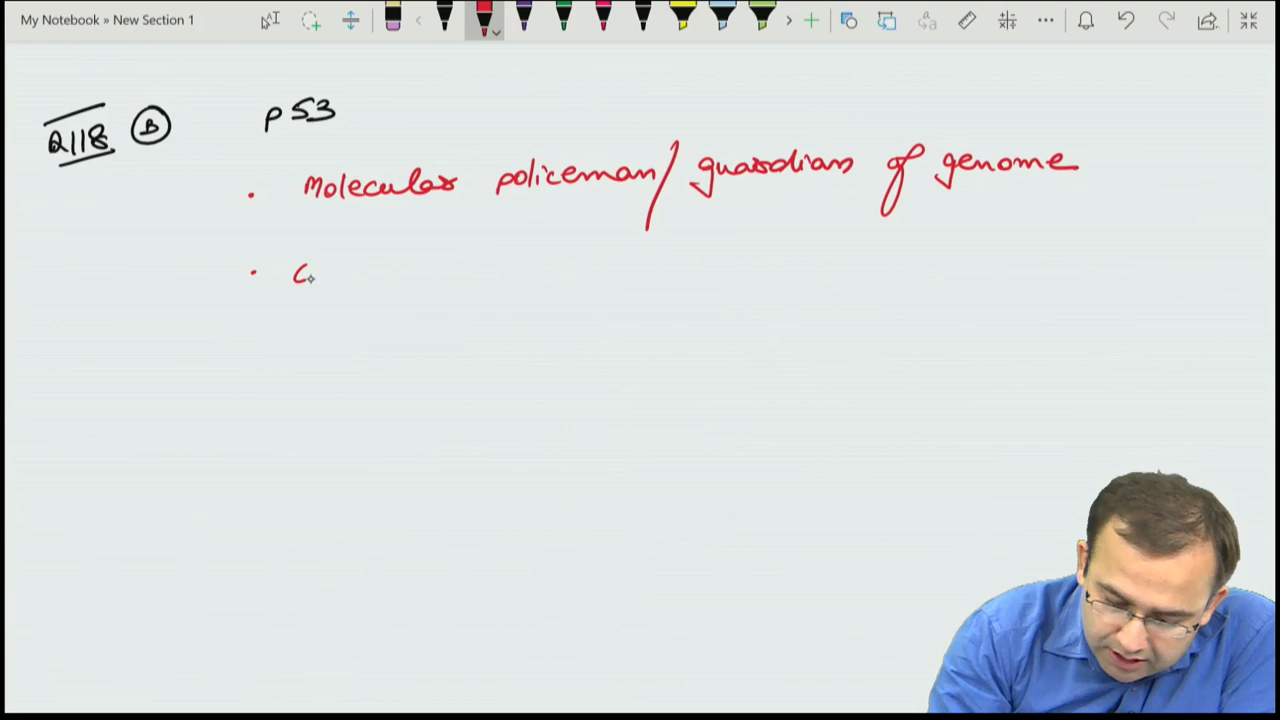 My Notebook » New Section 1
Q118 B p53
• Molecular policeman/ guardian of genome
• C